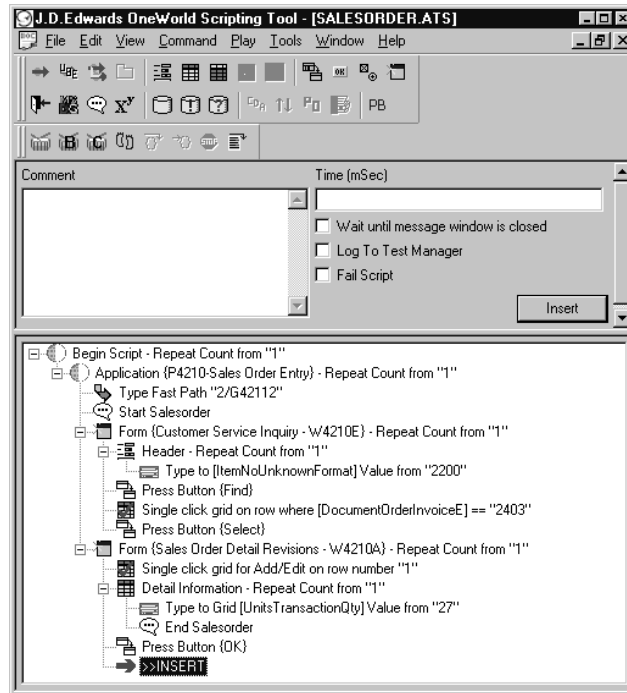 J.D.Edwards OneWorld Scripting Tool - [SALESORDER.ATS]
File Edit View Command Play Tools Window Help
UBE OK
X^y T ? CDA PO PB
B C
Comment
Time (mSec)
Wait until message window is closed
Log To Test Manager
Fail Script
Insert
Begin Script - Repeat Count from "1"
Application {P4210-Sales Order Entry} - Repeat Count from "1"
Type Fast Path "2/G42112"
Start Salesorder
Form {Customer Service Inquiry - W4210E} - Repeat Count from "1"
Header - Repeat Count from "1"
Type to [ItemNoUnknownFormat] Value from "2200"
Press Button {Find}
Single click grid on row where [DocumentOrderInvoiceE] == "2403"
Press Button {Select}
Form {Sales Order Detail Revisions - W4210A} - Repeat Count from "1"
Single click grid for Add/Edit on row number "1"
Detail Information - Repeat Count from "1"
Type to Grid [UnitsTransactionQty] Value from "27"
End Salesorder
Press Button {OK}
>>INSERT